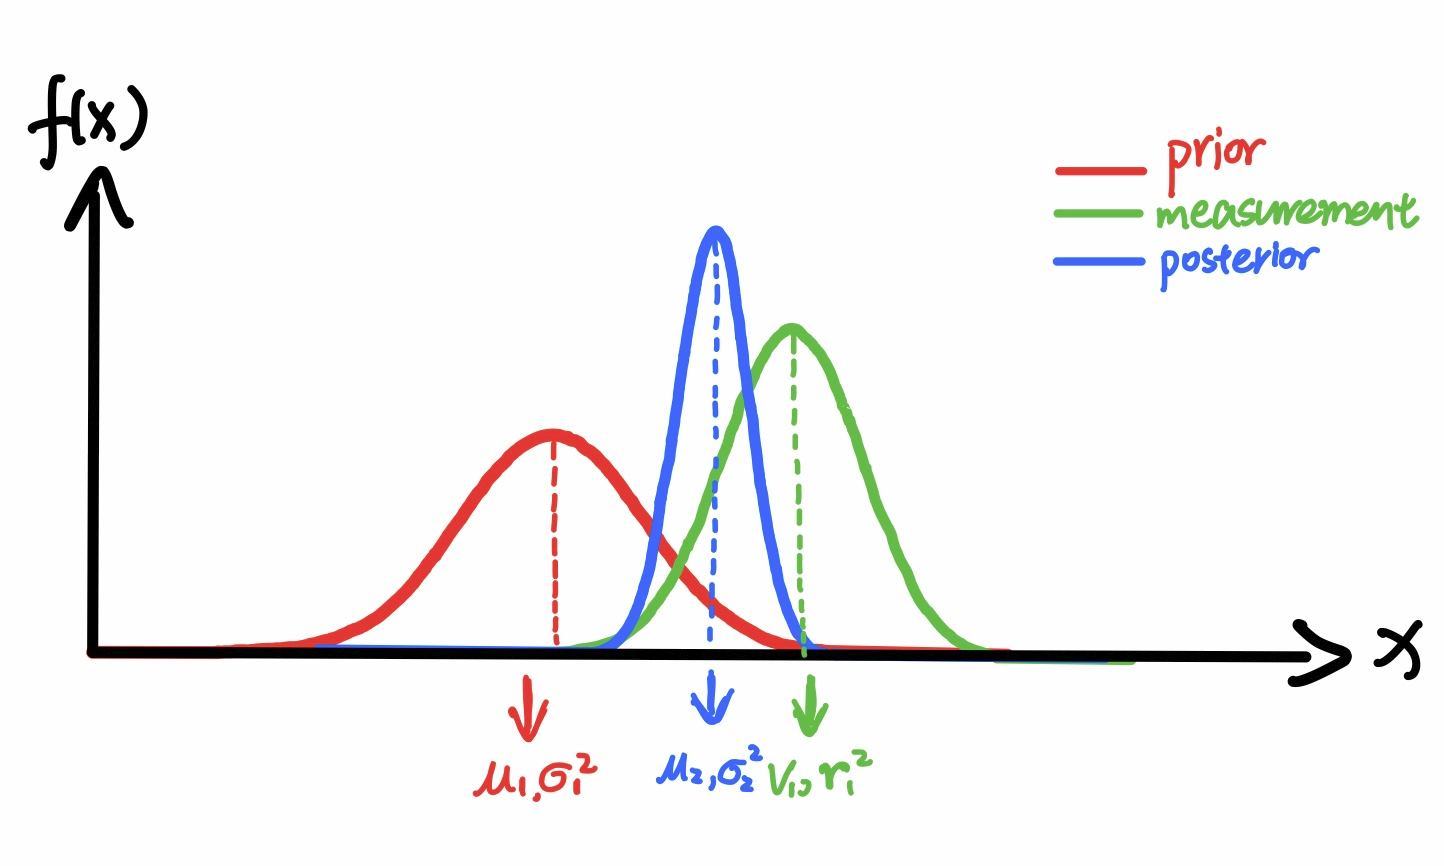 f(x)
prior
measurement
posterior
x
μ₁,σ₁²
μ₂,σ₂²
v₁,r₁²